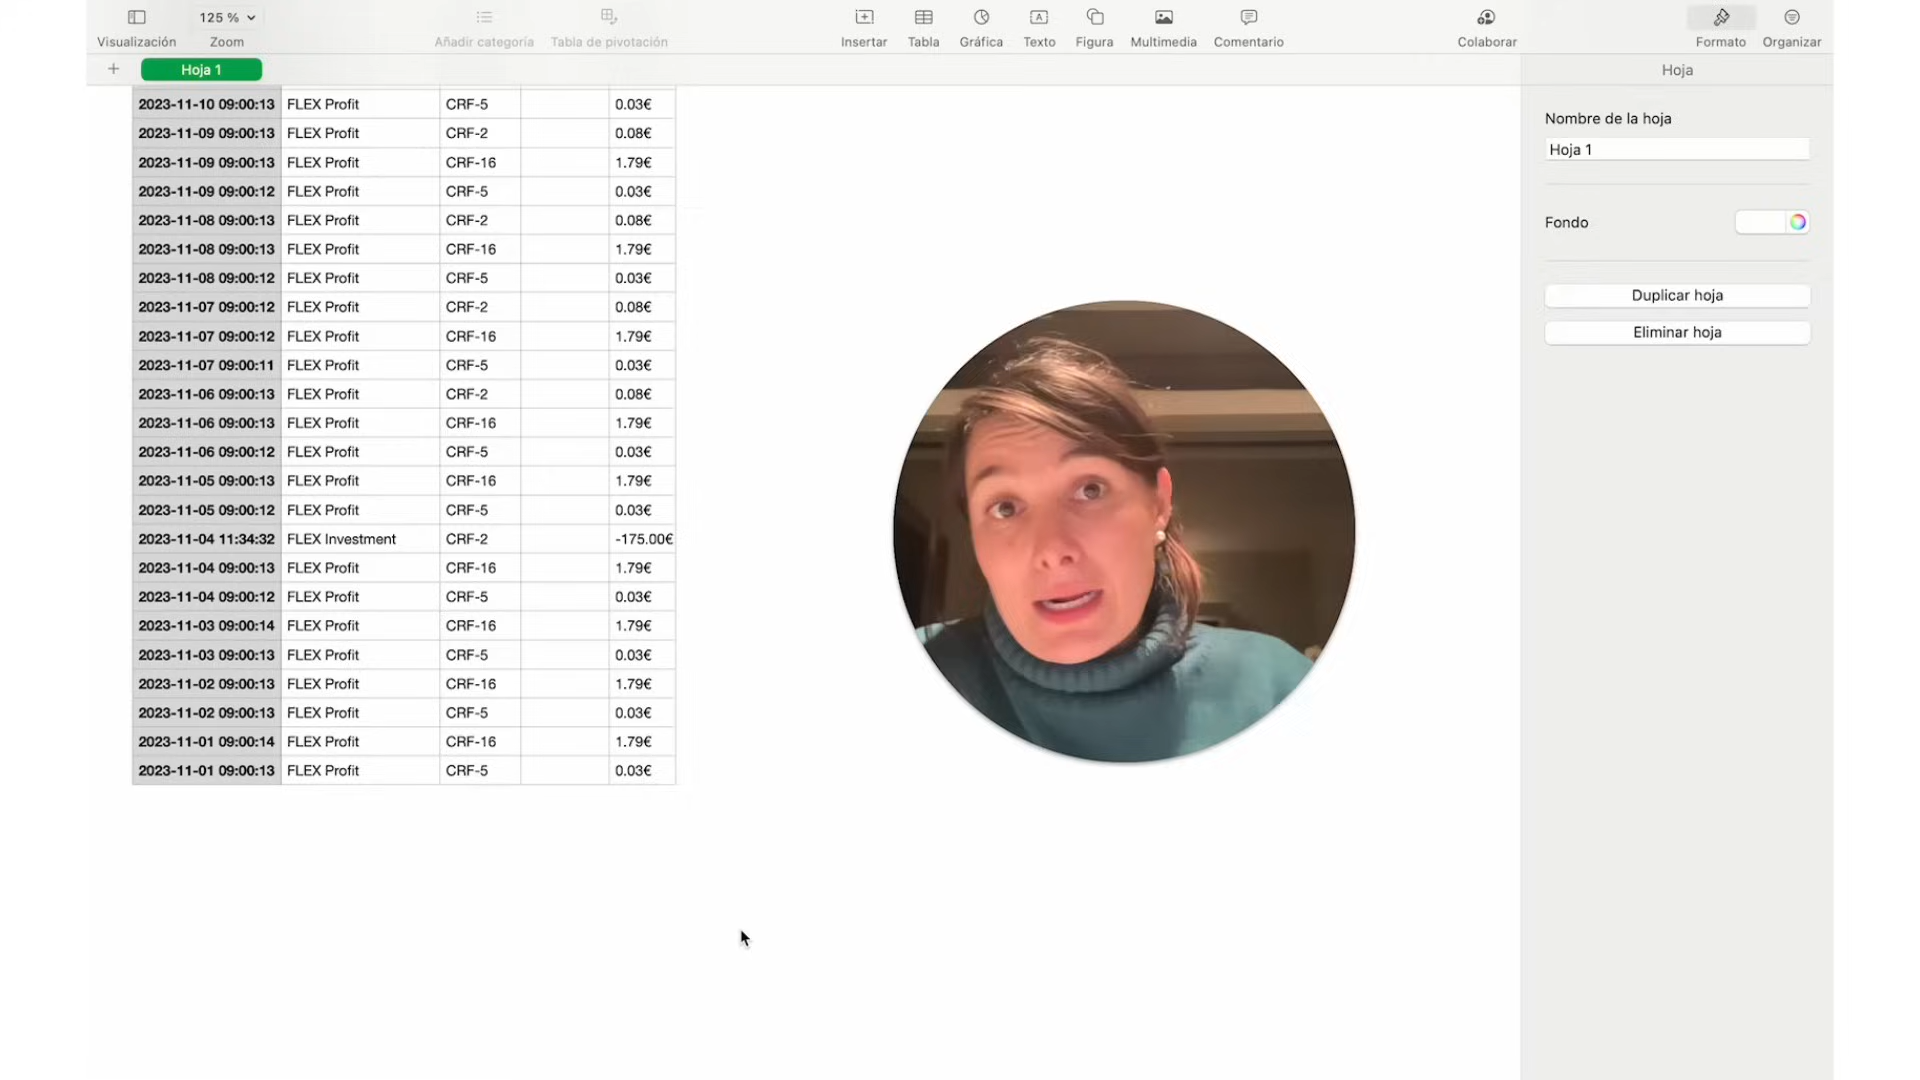 125 %
Visualización Zoom Añadir categoría Tabla de pivotación Insertar Tabla Gráfica Texto Figura Multimedia Comentario Colaborar Formato Organizar
+ Hoja 1 Hoja
2023-11-10 09:00:13 FLEX Profit CRF-5 0.03€
2023-11-09 09:00:13 FLEX Profit CRF-2 0.08€
2023-11-09 09:00:13 FLEX Profit CRF-16 1.79€
2023-11-09 09:00:12 FLEX Profit CRF-5 0.03€
2023-11-08 09:00:13 FLEX Profit CRF-2 0.08€
2023-11-08 09:00:13 FLEX Profit CRF-16 1.79€
2023-11-08 09:00:12 FLEX Profit CRF-5 0.03€
2023-11-07 09:00:12 FLEX Profit CRF-2 0.08€
2023-11-07 09:00:12 FLEX Profit CRF-16 1.79€
2023-11-07 09:00:11 FLEX Profit CRF-5 0.03€
2023-11-06 09:00:13 FLEX Profit CRF-2 0.08€
2023-11-06 09:00:13 FLEX Profit CRF-16 1.79€
2023-11-06 09:00:12 FLEX Profit CRF-5 0.03€
2023-11-05 09:00:13 FLEX Profit CRF-16 1.79€
2023-11-05 09:00:12 FLEX Profit CRF-5 0.03€
2023-11-04 11:34:32 FLEX Investment CRF-2 -175.00€
2023-11-04 09:00:13 FLEX Profit CRF-16 1.79€
2023-11-04 09:00:12 FLEX Profit CRF-5 0.03€
2023-11-03 09:00:14 FLEX Profit CRF-16 1.79€
2023-11-03 09:00:13 FLEX Profit CRF-5 0.03€
2023-11-02 09:00:13 FLEX Profit CRF-16 1.79€
2023-11-02 09:00:13 FLEX Profit CRF-5 0.03€
2023-11-01 09:00:14 FLEX Profit CRF-16 1.79€
2023-11-01 09:00:13 FLEX Profit CRF-5 0.03€
Nombre de la hoja
Hoja 1
Fondo
Duplicar hoja
Eliminar hoja